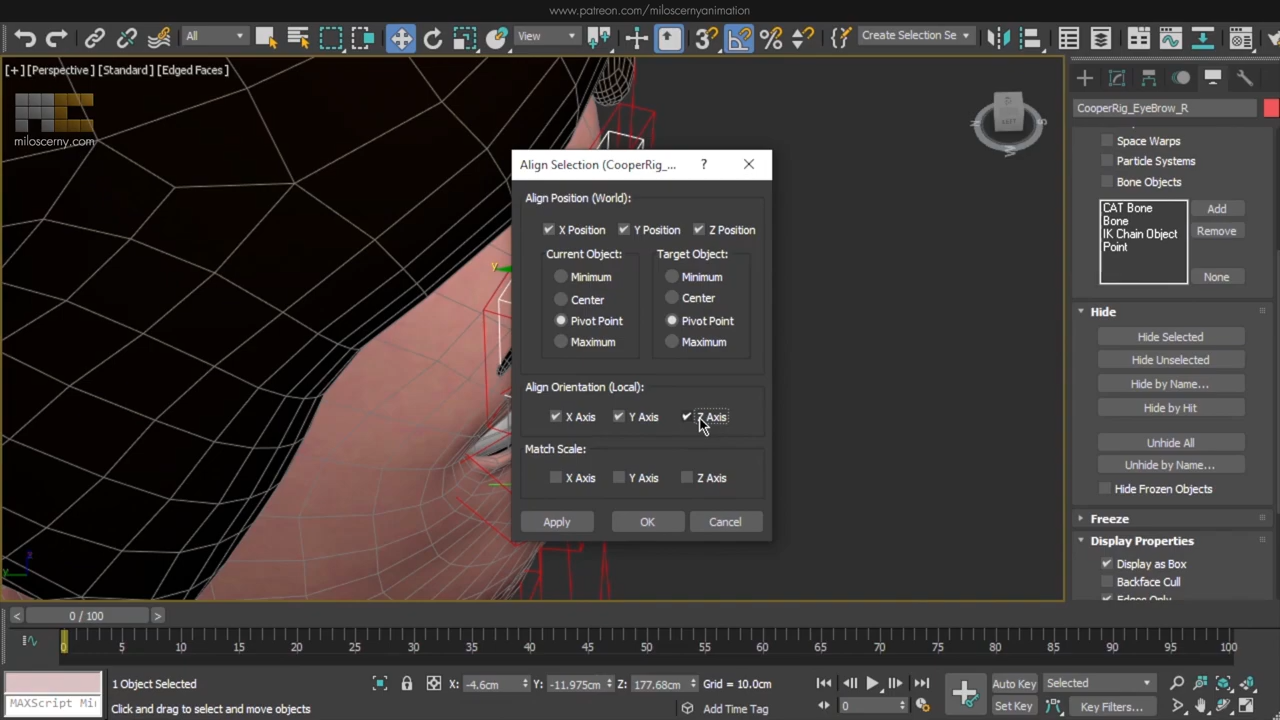 www.patreon.com/miloscernyanimation
All
View
Create Selection Se
[+] [Perspective] [Standard] [Edged Faces]
miloscerny.com
LEFT
CooperRig_EyeBrow_R
Space Warps
Particle Systems
Bone Objects
CAT Bone
Bone
IK Chain Object
Point
Add
Remove
None
Hide
Hide Selected
Hide Unselected
Hide by Name...
Hide by Hit
Unhide All
Unhide by Name...
Hide Frozen Objects
Freeze
Display Properties
Display as Box
Backface Cull
Edges Only
Align Selection (CooperRig_...
?
Align Position (World):
X Position
Y Position
Z Position
Current Object:
Target Object:
Minimum
Minimum
Center
Center
Pivot Point
Pivot Point
Maximum
Maximum
Align Orientation (Local):
X Axis
Y Axis
Z Axis
Match Scale:
X Axis
Y Axis
Z Axis
Apply
OK
Cancel
y
0 / 100
0 5 10 15 20 25 30 35 40 45 50 55 60 65 70 75 80 85 90 95 100
1 Object Selected
X: -4.6cm
Y: -11.975cm
Z: 177.68cm
Grid = 10.0cm
Auto Key
Selected
MAXScript Mi
Click and drag to select and move objects
Add Time Tag
0
Set Key
Key Filters...